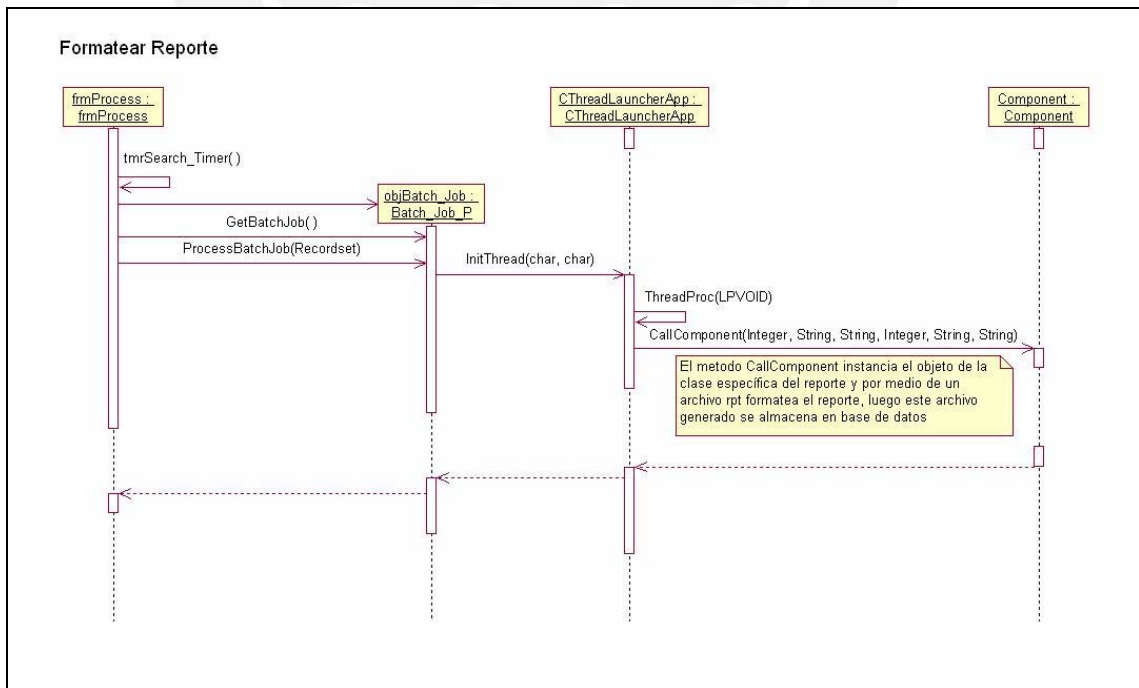 Formatear Reporte
frmProcess :
frmProcess
CThreadLauncherApp :
CThreadLauncherApp
Component :
Component
tmrSearch_Timer( )
objBatch_Job :
Batch_Job_P
GetBatchJob( )
ProcessBatchJob(Recordset)
InitThread(char, char)
ThreadProc(LPVOID)
CallComponent(Integer, String, String, Integer, String, String)
El metodo CallComponent instancia el objeto de la
clase específica del reporte y por medio de un
archivo rpt formatea el reporte, luego este archivo
generado se almacena en base de datos